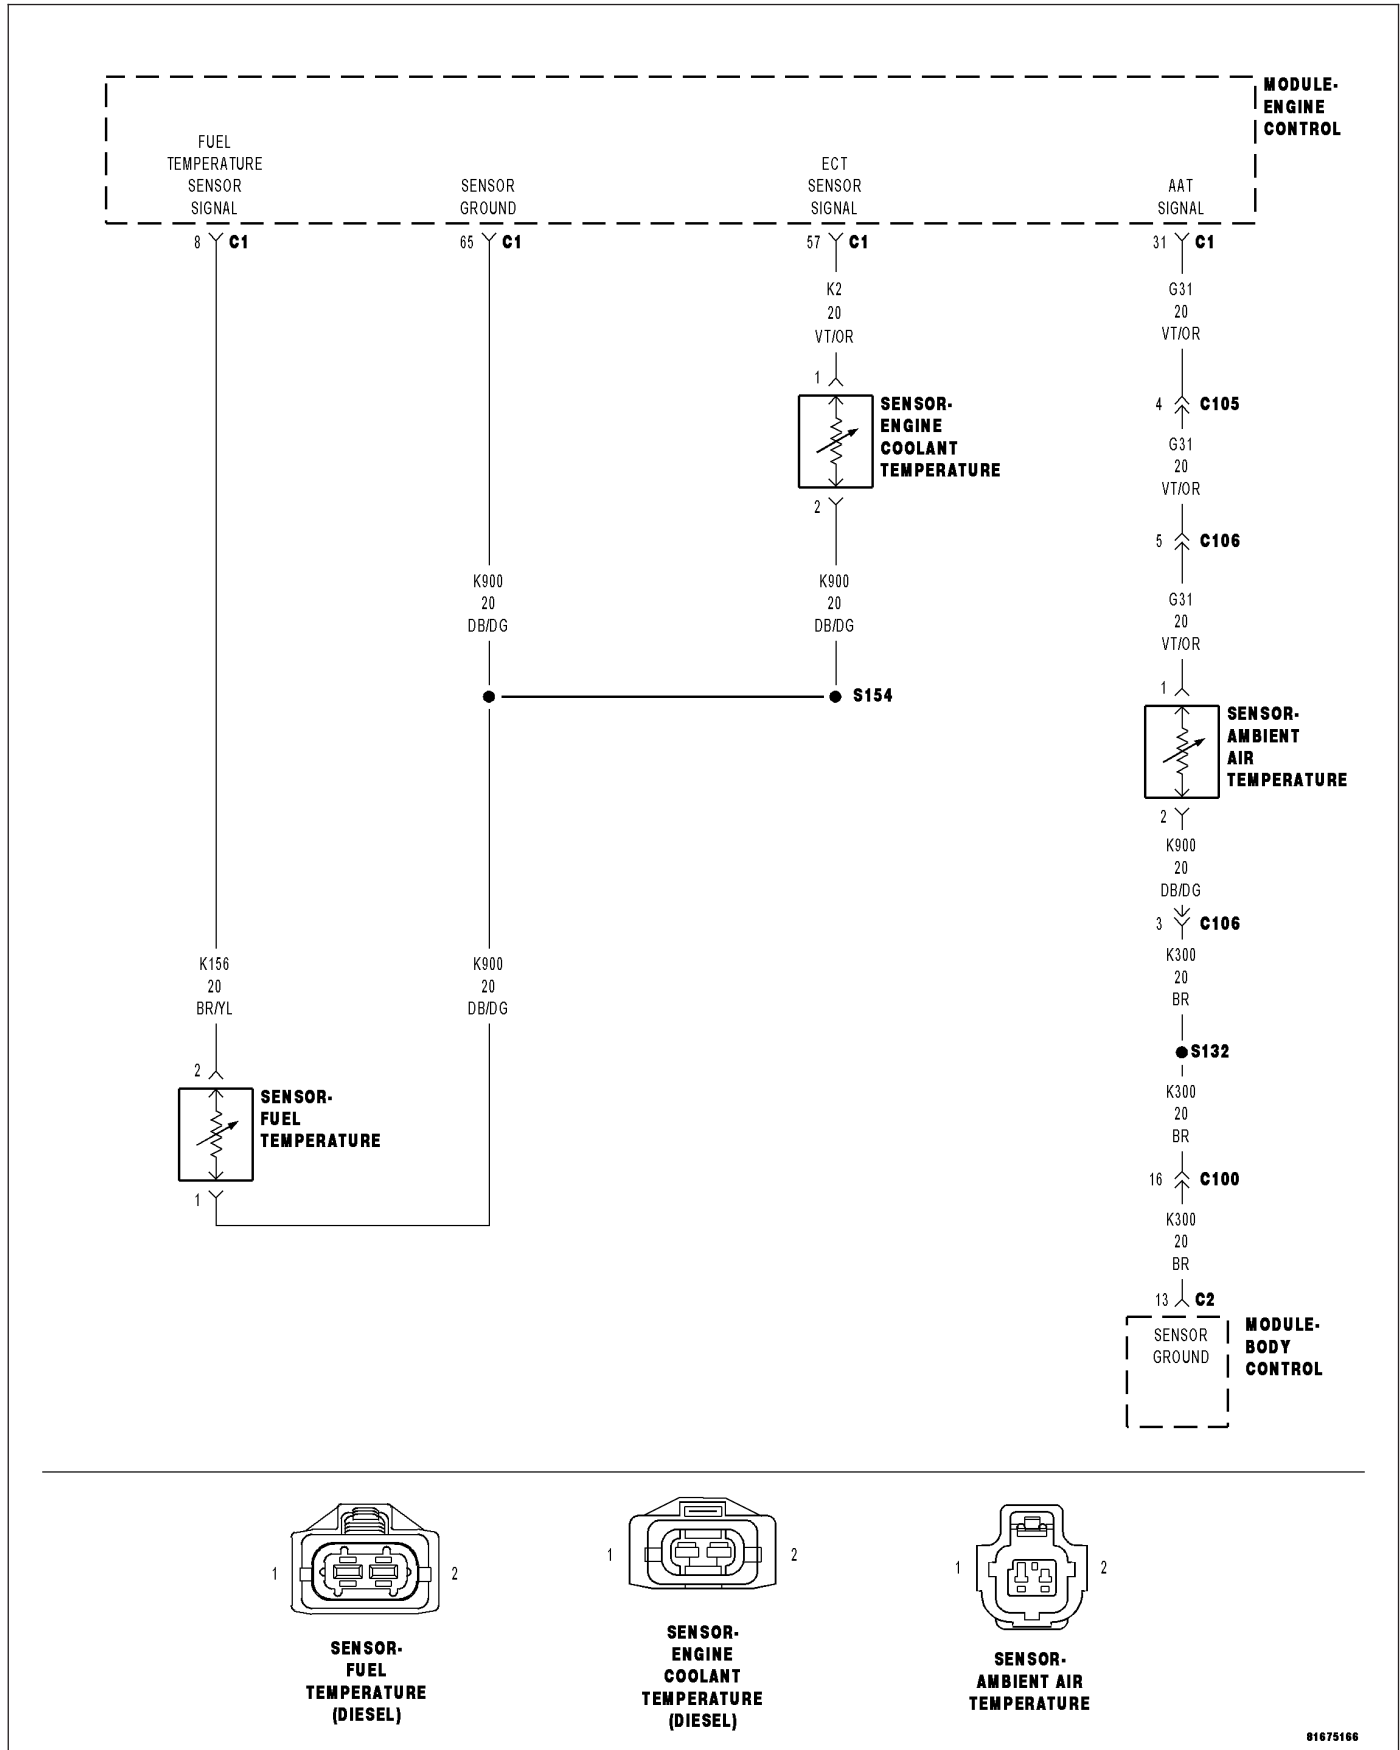 MODULE-
ENGINE
CONTROL
FUEL
TEMPERATURE
SENSOR
SIGNAL
SENSOR
GROUND
ECT
SENSOR
SIGNAL
AAT
SIGNAL
8 C1
65 C1
57 C1
31 C1
K2
20
VT/OR
G31
20
VT/OR
1
SENSOR-
ENGINE
COOLANT
TEMPERATURE
2
4 C105
G31
20
VT/OR
5 C106
K900
20
DB/DG
K900
20
DB/DG
G31
20
VT/OR
S154
1
SENSOR-
AMBIENT
AIR
TEMPERATURE
2
K900
20
DB/DG
3 C106
K156
20
BR/YL
K900
20
DB/DG
K300
20
BR
S132
2
SENSOR-
FUEL
TEMPERATURE
1
K300
20
BR
16 C100
K300
20
BR
13 C2
SENSOR
GROUND
MODULE-
BODY
CONTROL
1 2
SENSOR-
FUEL
TEMPERATURE
(DIESEL)
1 2
SENSOR-
ENGINE
COOLANT
TEMPERATURE
(DIESEL)
1 2
SENSOR-
AMBIENT AIR
TEMPERATURE
81675166